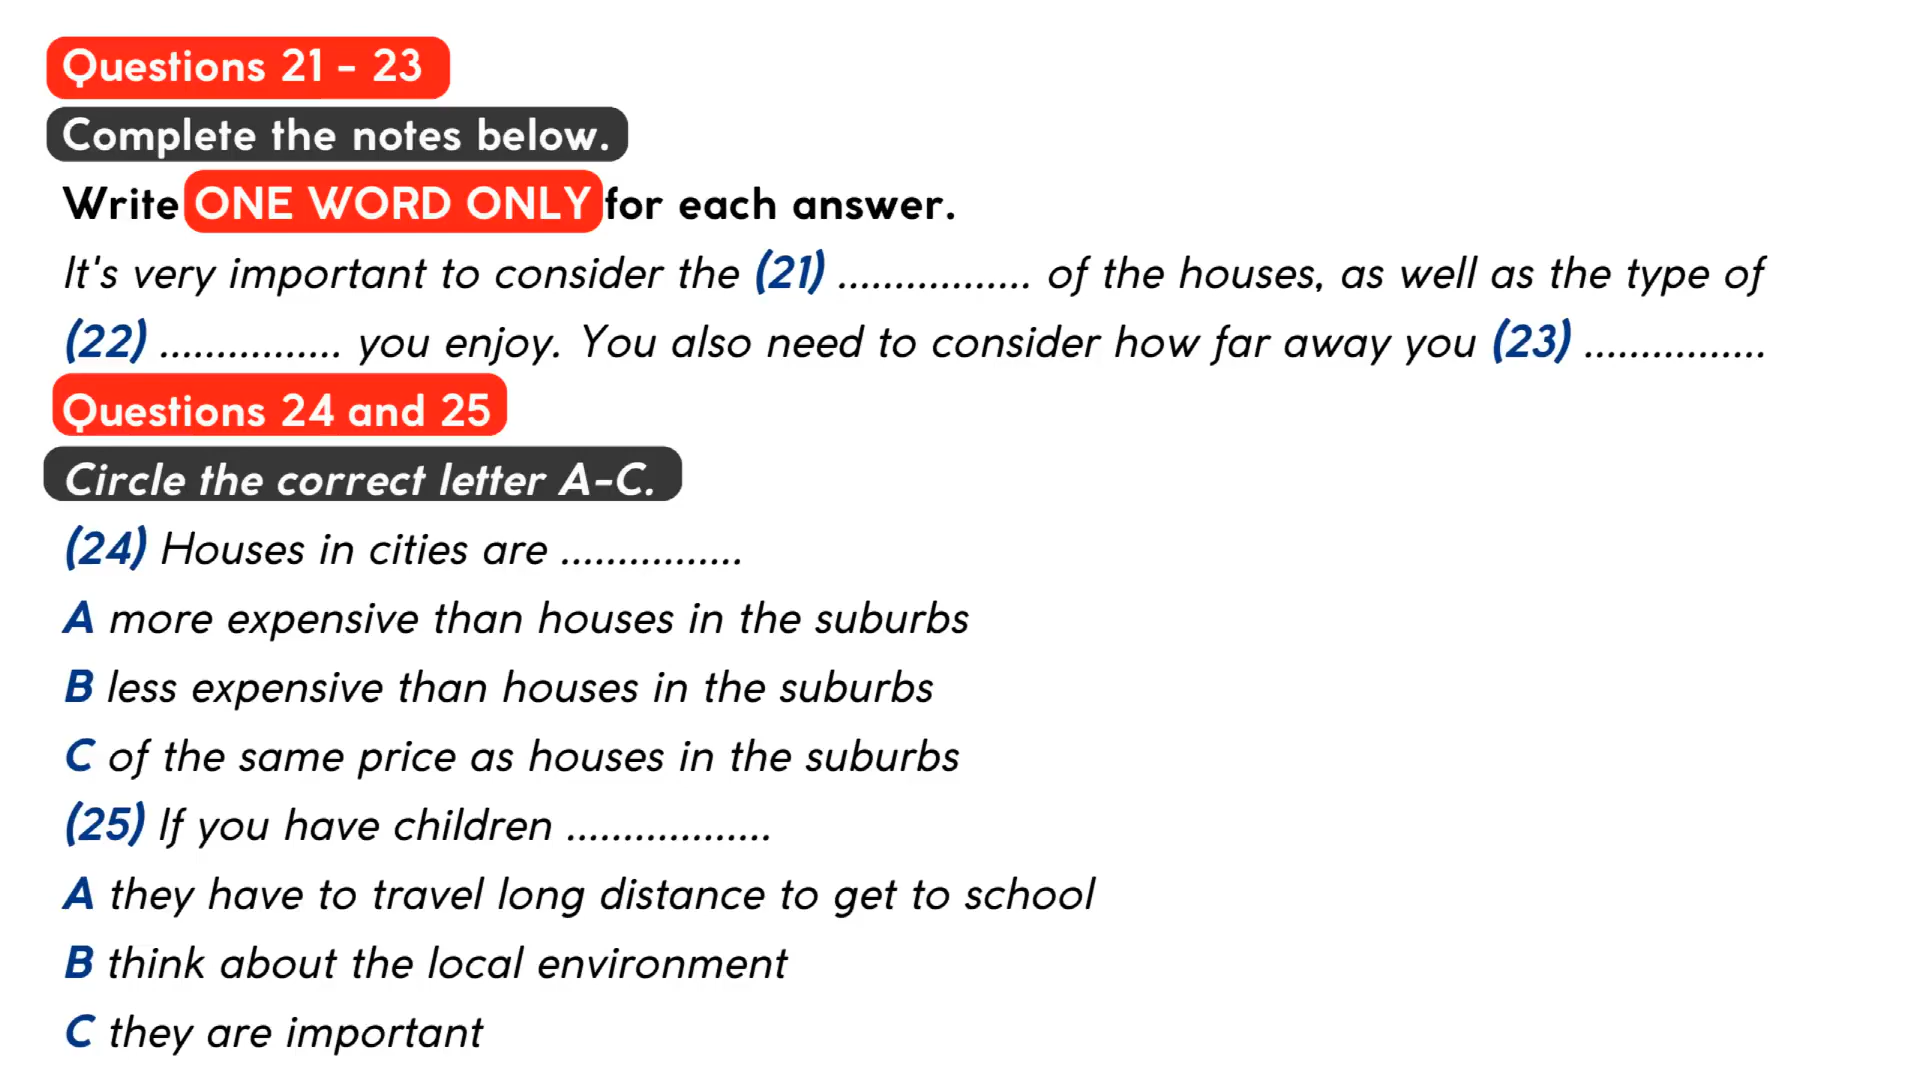 Questions 21 - 23
Complete the notes below.
Write ONE WORD ONLY for each answer.
It's very important to consider the (21) ................. of the houses, as well as the type of
(22) ................ you enjoy. You also need to consider how far away you (23) ................
Questions 24 and 25
Circle the correct letter A-C.
(24) Houses in cities are ................
A more expensive than houses in the suburbs
B less expensive than houses in the suburbs
C of the same price as houses in the suburbs
(25) If you have children ..................
A they have to travel long distance to get to school
B think about the local environment
C they are important